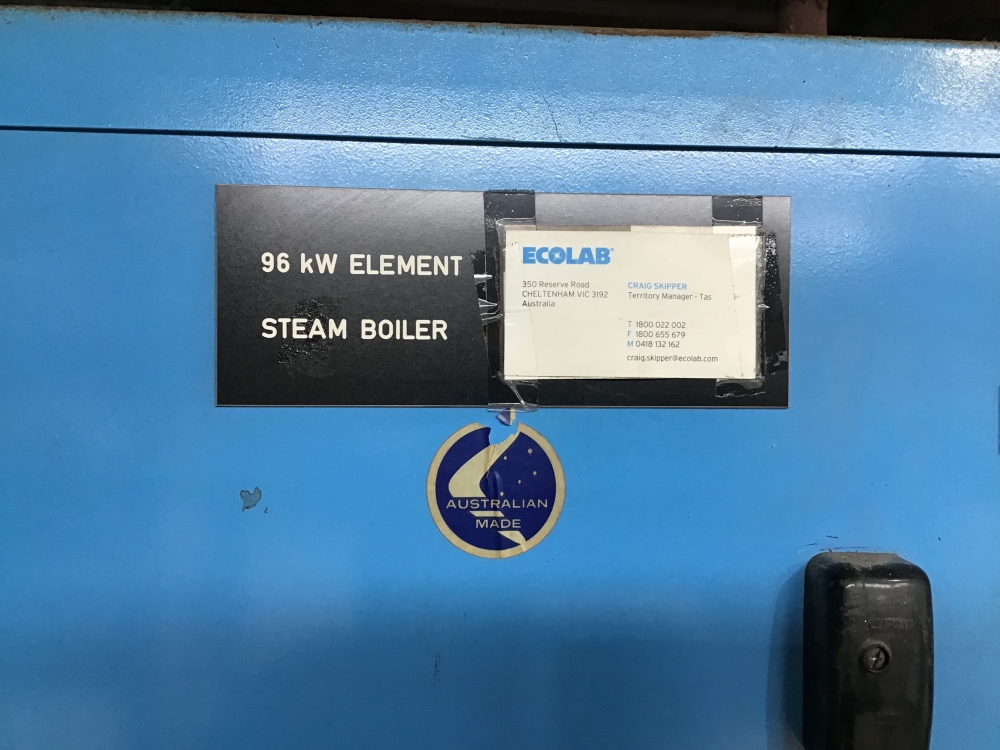 96 kW ELEMENT
STEAM BOILER
ECOLAB®
350 Reserve Road
CHELTENHAM VIC 3192
Australia
CRAIG SKIPPER
Territory Manager - Tas
T 1800 022 002
F 1800 655 679
M 0418 132 162
craig.skipper@ecolab.com
AUSTRALIAN
MADE